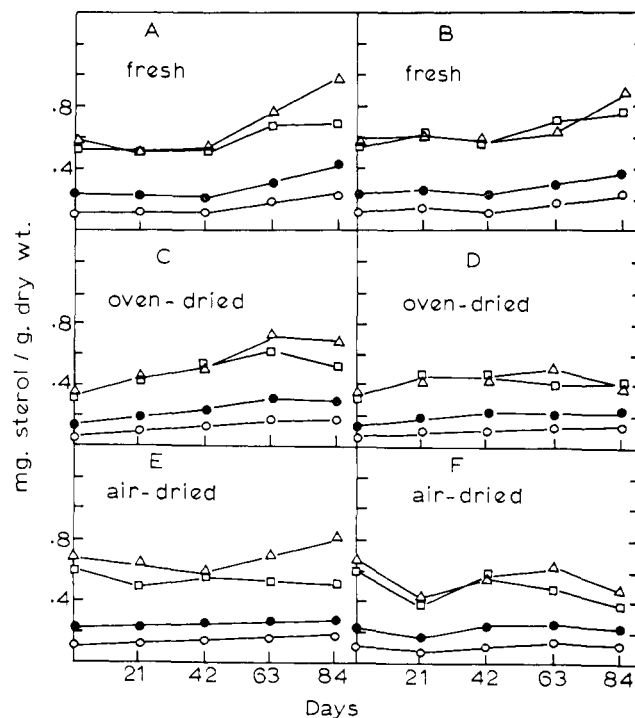 A
fresh
B
fresh
.8
.4
C
oven-dried
D
oven-dried
.8
.4
E
air-dried
F
air-dried
.8
.4
mg. sterol / g. dry wt.
21 42 63 84 21 42 63 84
Days